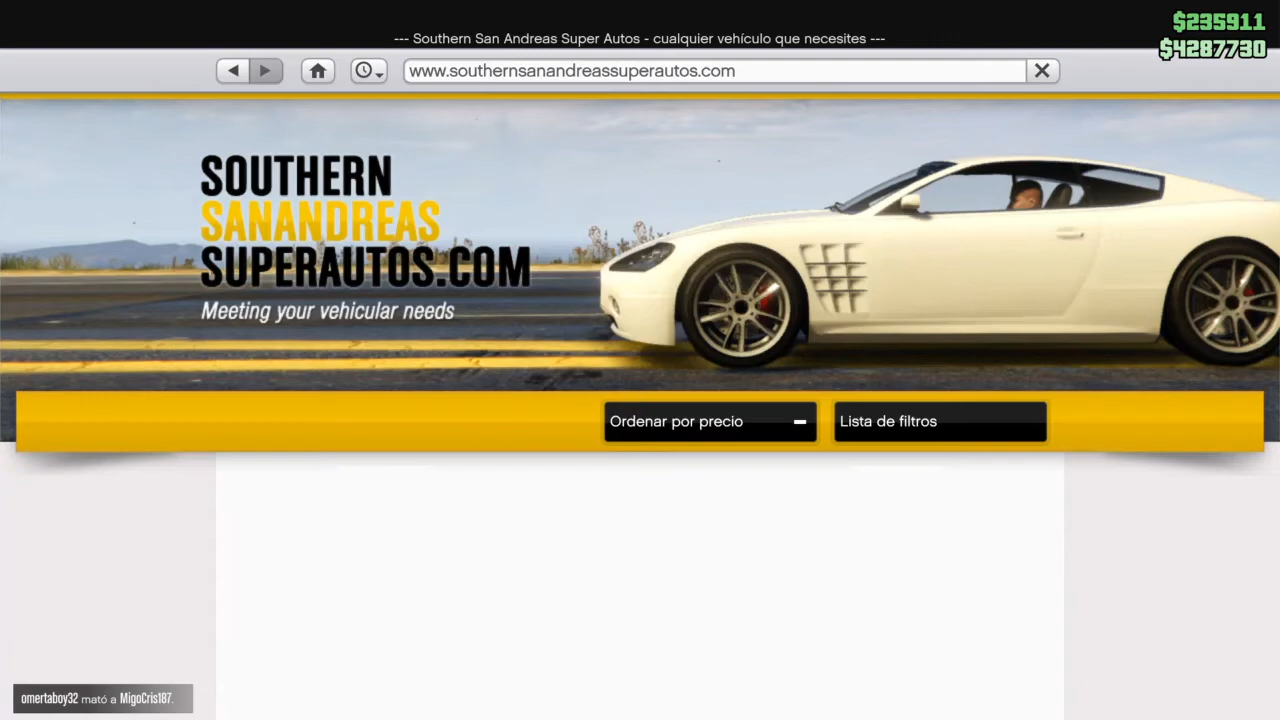 $235911
--- Southern San Andreas Super Autos - cualquier vehículo que necesites ---
$4287730
www.southernsanandreassuperautos.com
SOUTHERN
SANANDREAS
SUPERAUTOS.COM
Meeting your vehicular needs
Ordenar por precio
Lista de filtros
omertaboy32 mató a MigoCris187.